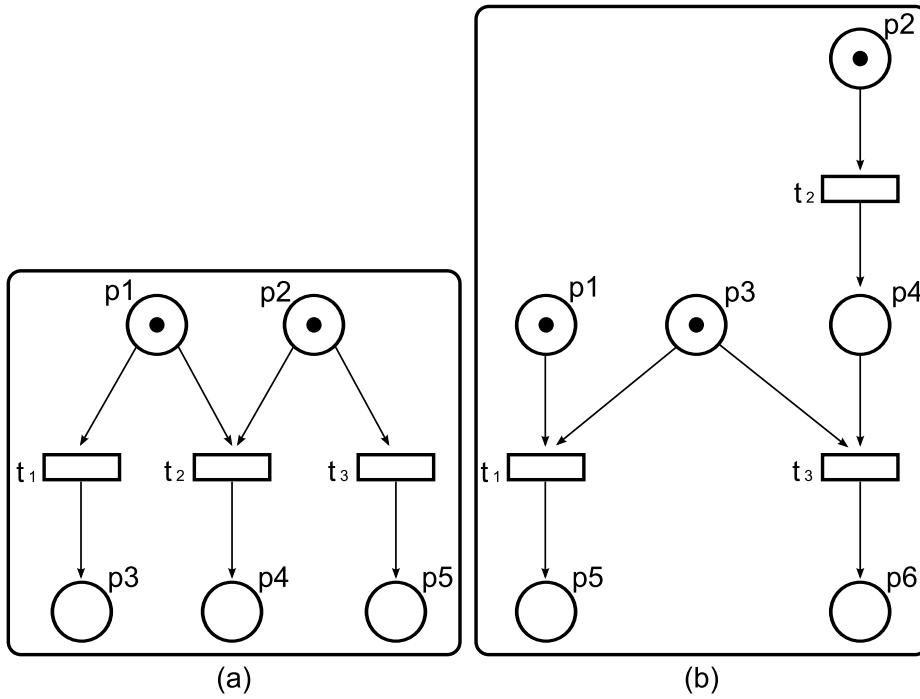 p2
t₂
p1 p2 p1 p3 p4
t₁ t₂ t₃ t₁ t₃
p3 p4 p5 p5 p6
(a) (b)